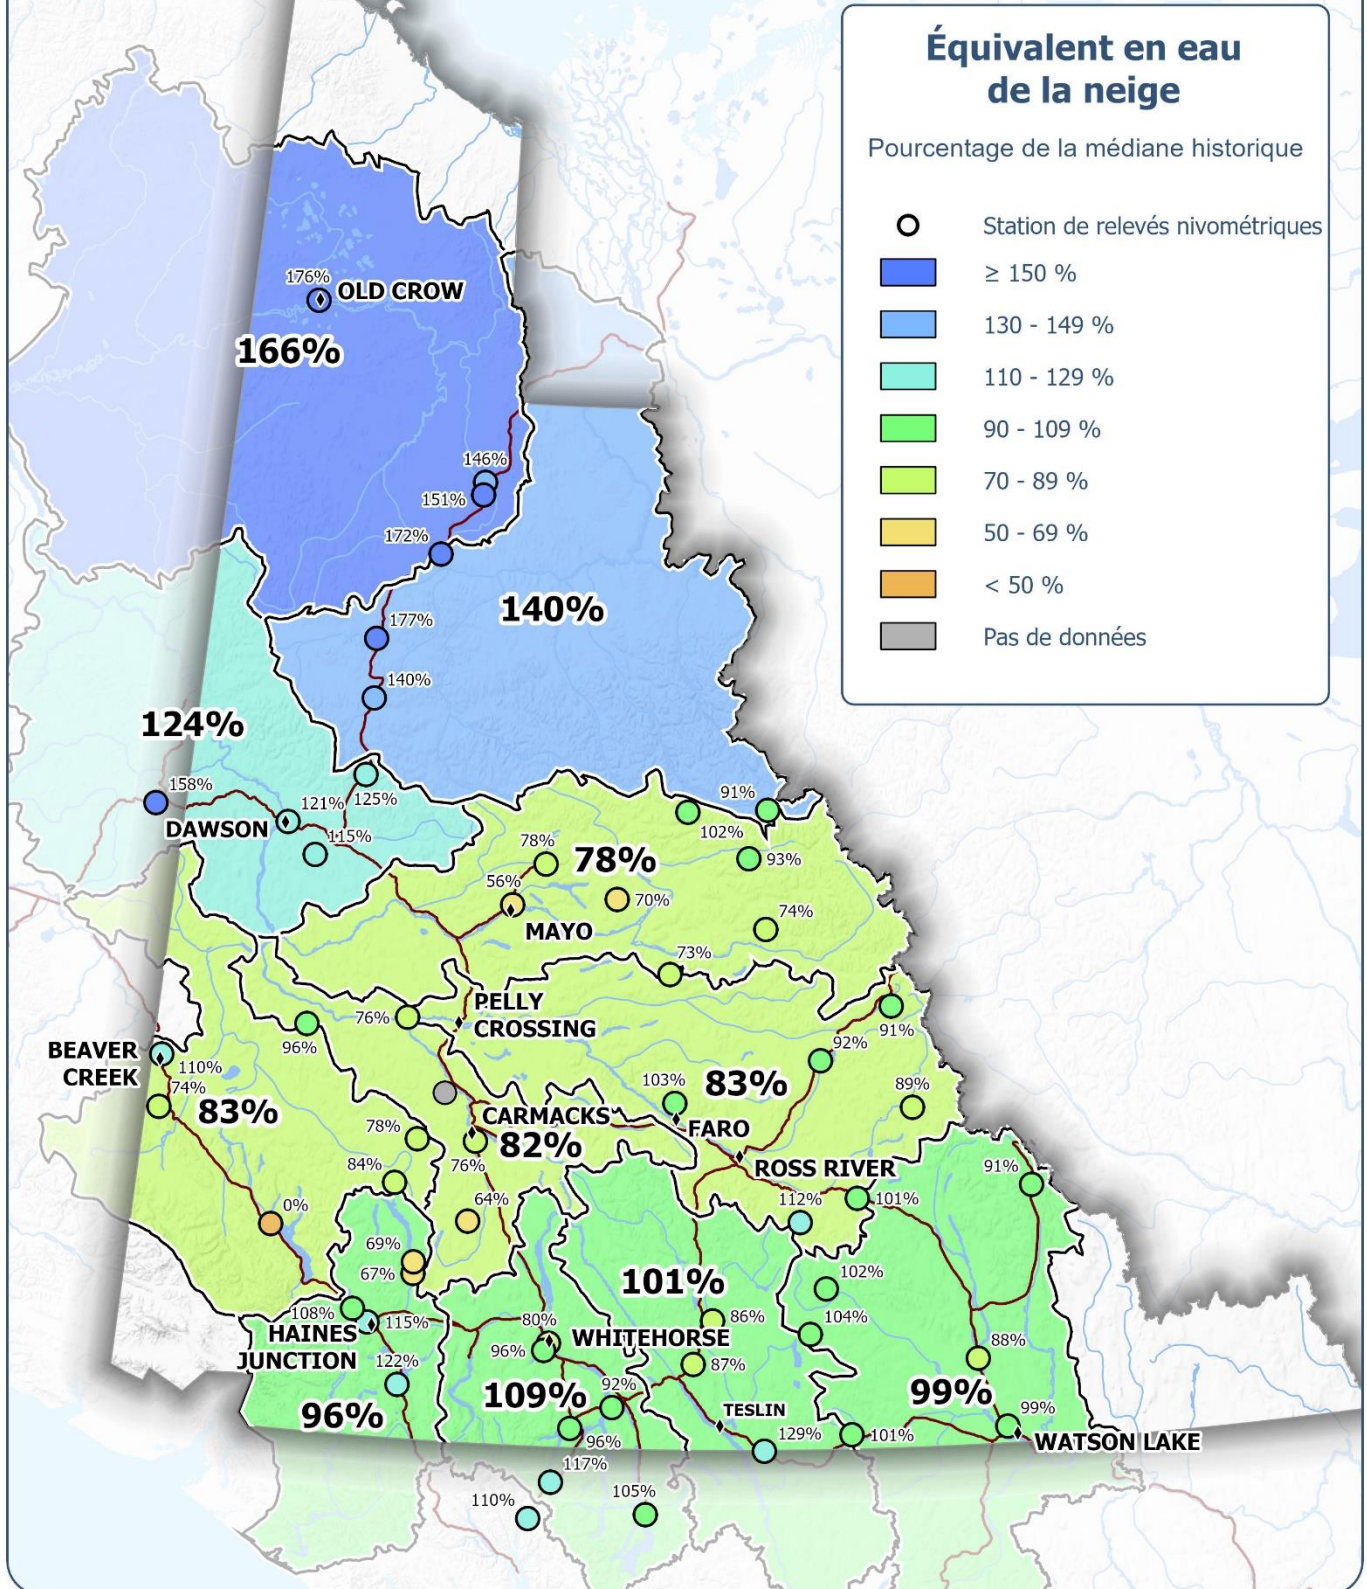 Équivalent en eau
de la neige
Pourcentage de la médiane historique
Station de relevés nivométriques
≥ 150 %
130 - 149 %
110 - 129 %
90 - 109 %
70 - 89 %
50 - 69 %
< 50 %
Pas de données
176%
OLD CROW
166%
146%
151%
172%
140%
177%
140%
124%
158%
121%
125%
DAWSON
115%
91%
102%
78%
78%
93%
56%
70%
74%
MAYO
73%
PELLY
CROSSING
76%
96%
91%
92%
BEAVER
CREEK
110%
74%
83%
103%
83%
89%
CARMACKS
82%
FARO
78%
76%
84%
ROSS RIVER
91%
0%
64%
112%
101%
69%
67%
101%
102%
104%
108%
115%
HAINES
JUNCTION
80%
WHITEHORSE
86%
96%
87%
88%
122%
96%
109%
92%
99%
99%
TESLIN
96%
129%
101%
WATSON LAKE
117%
110%
105%